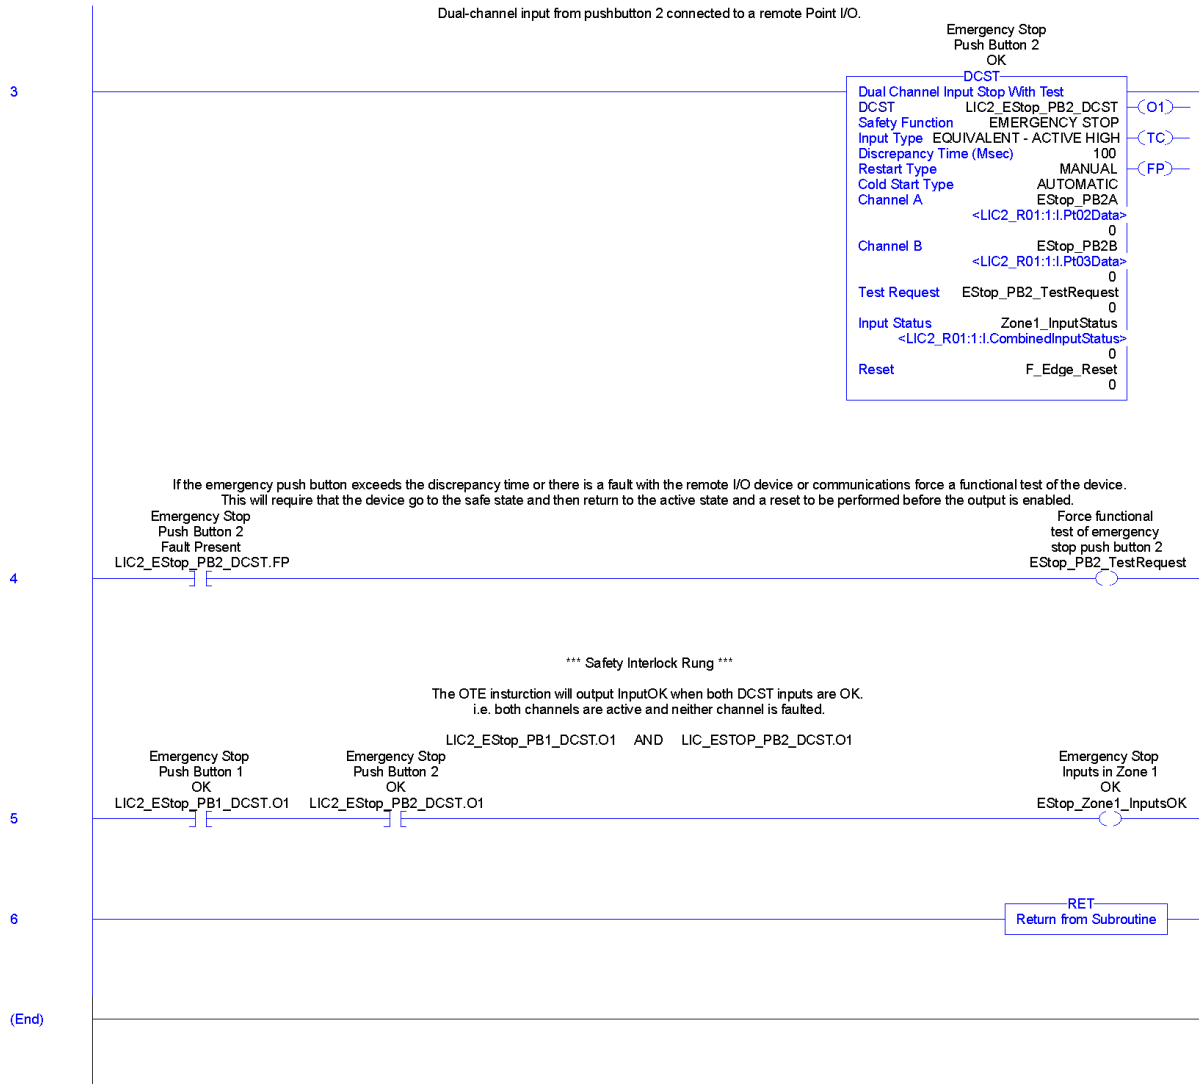 Dual-channel input from pushbutton 2 connected to a remote Point I/O.
Emergency Stop
Push Button 2
OK
3
DCST
Dual Channel Input Stop With Test
DCST LIC2_EStop_PB2_DCST
O1
Safety Function EMERGENCY STOP
Input Type EQUIVALENT - ACTIVE HIGH
TC
Discrepancy Time (Msec) 100
Restart Type MANUAL
FP
Cold Start Type AUTOMATIC
Channel A EStop_PB2A
<LIC2_R01:1:I.Pt02Data>
0
Channel B EStop_PB2B
<LIC2_R01:1:I.Pt03Data>
0
Test Request EStop_PB2_TestRequest
0
Input Status Zone1_InputStatus
<LIC2_R01:1:I.CombinedInputStatus>
0
Reset F_Edge_Reset
0
If the emergency push button exceeds the discrepancy time or there is a fault with the remote I/O device or communications force a functional test of the device.
This will require that the device go to the safe state and then return to the active state and a reset to be performed before the output is enabled.
Emergency Stop
Push Button 2
Fault Present
LIC2_EStop_PB2_DCST.FP
Force functional
test of emergency
stop push button 2
EStop_PB2_TestRequest
4
*** Safety Interlock Rung ***
The OTE insturction will output InputOK when both DCST inputs are OK.
i.e. both channels are active and neither channel is faulted.
LIC2_EStop_PB1_DCST.O1 AND LIC_ESTOP_PB2_DCST.O1
Emergency Stop
Push Button 1
OK
LIC2_EStop_PB1_DCST.O1
Emergency Stop
Push Button 2
OK
LIC2_EStop_PB2_DCST.O1
Emergency Stop
Inputs in Zone 1
OK
EStop_Zone1_InputsOK
5
6
RET
Return from Subroutine
(End)